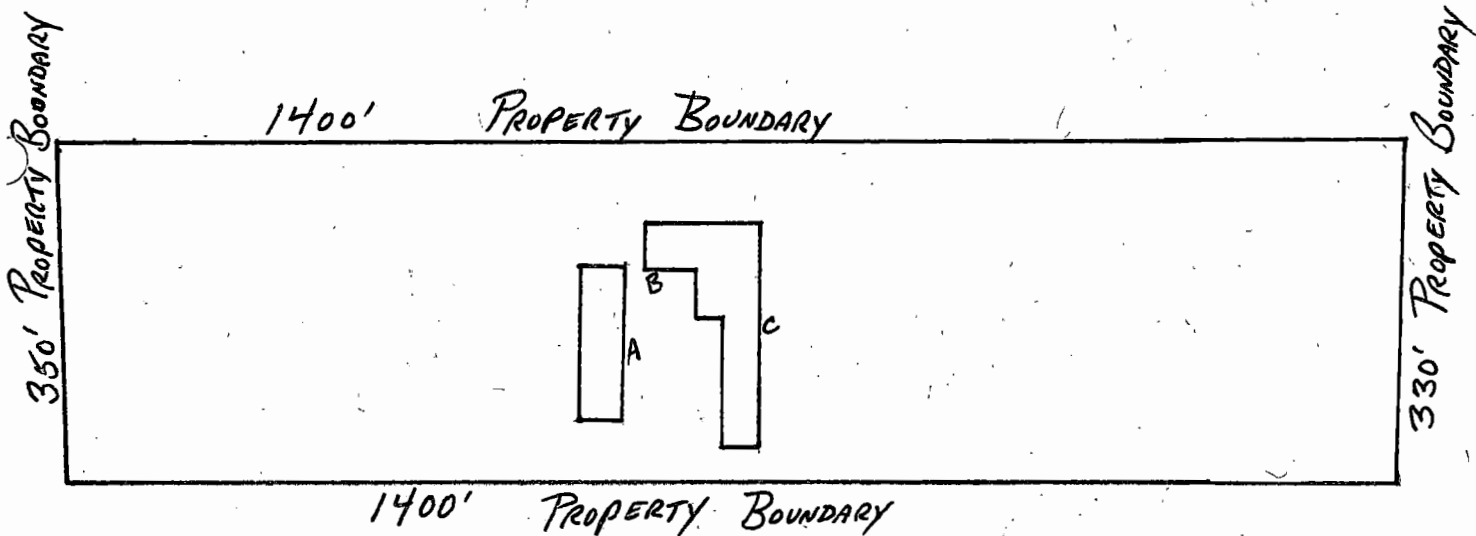 1400' PROPERTY BOUNDARY
350' PROPERTY BOUNDARY
330' PROPERTY BOUNDARY
B
C
A
1400' PROPERTY BOUNDARY